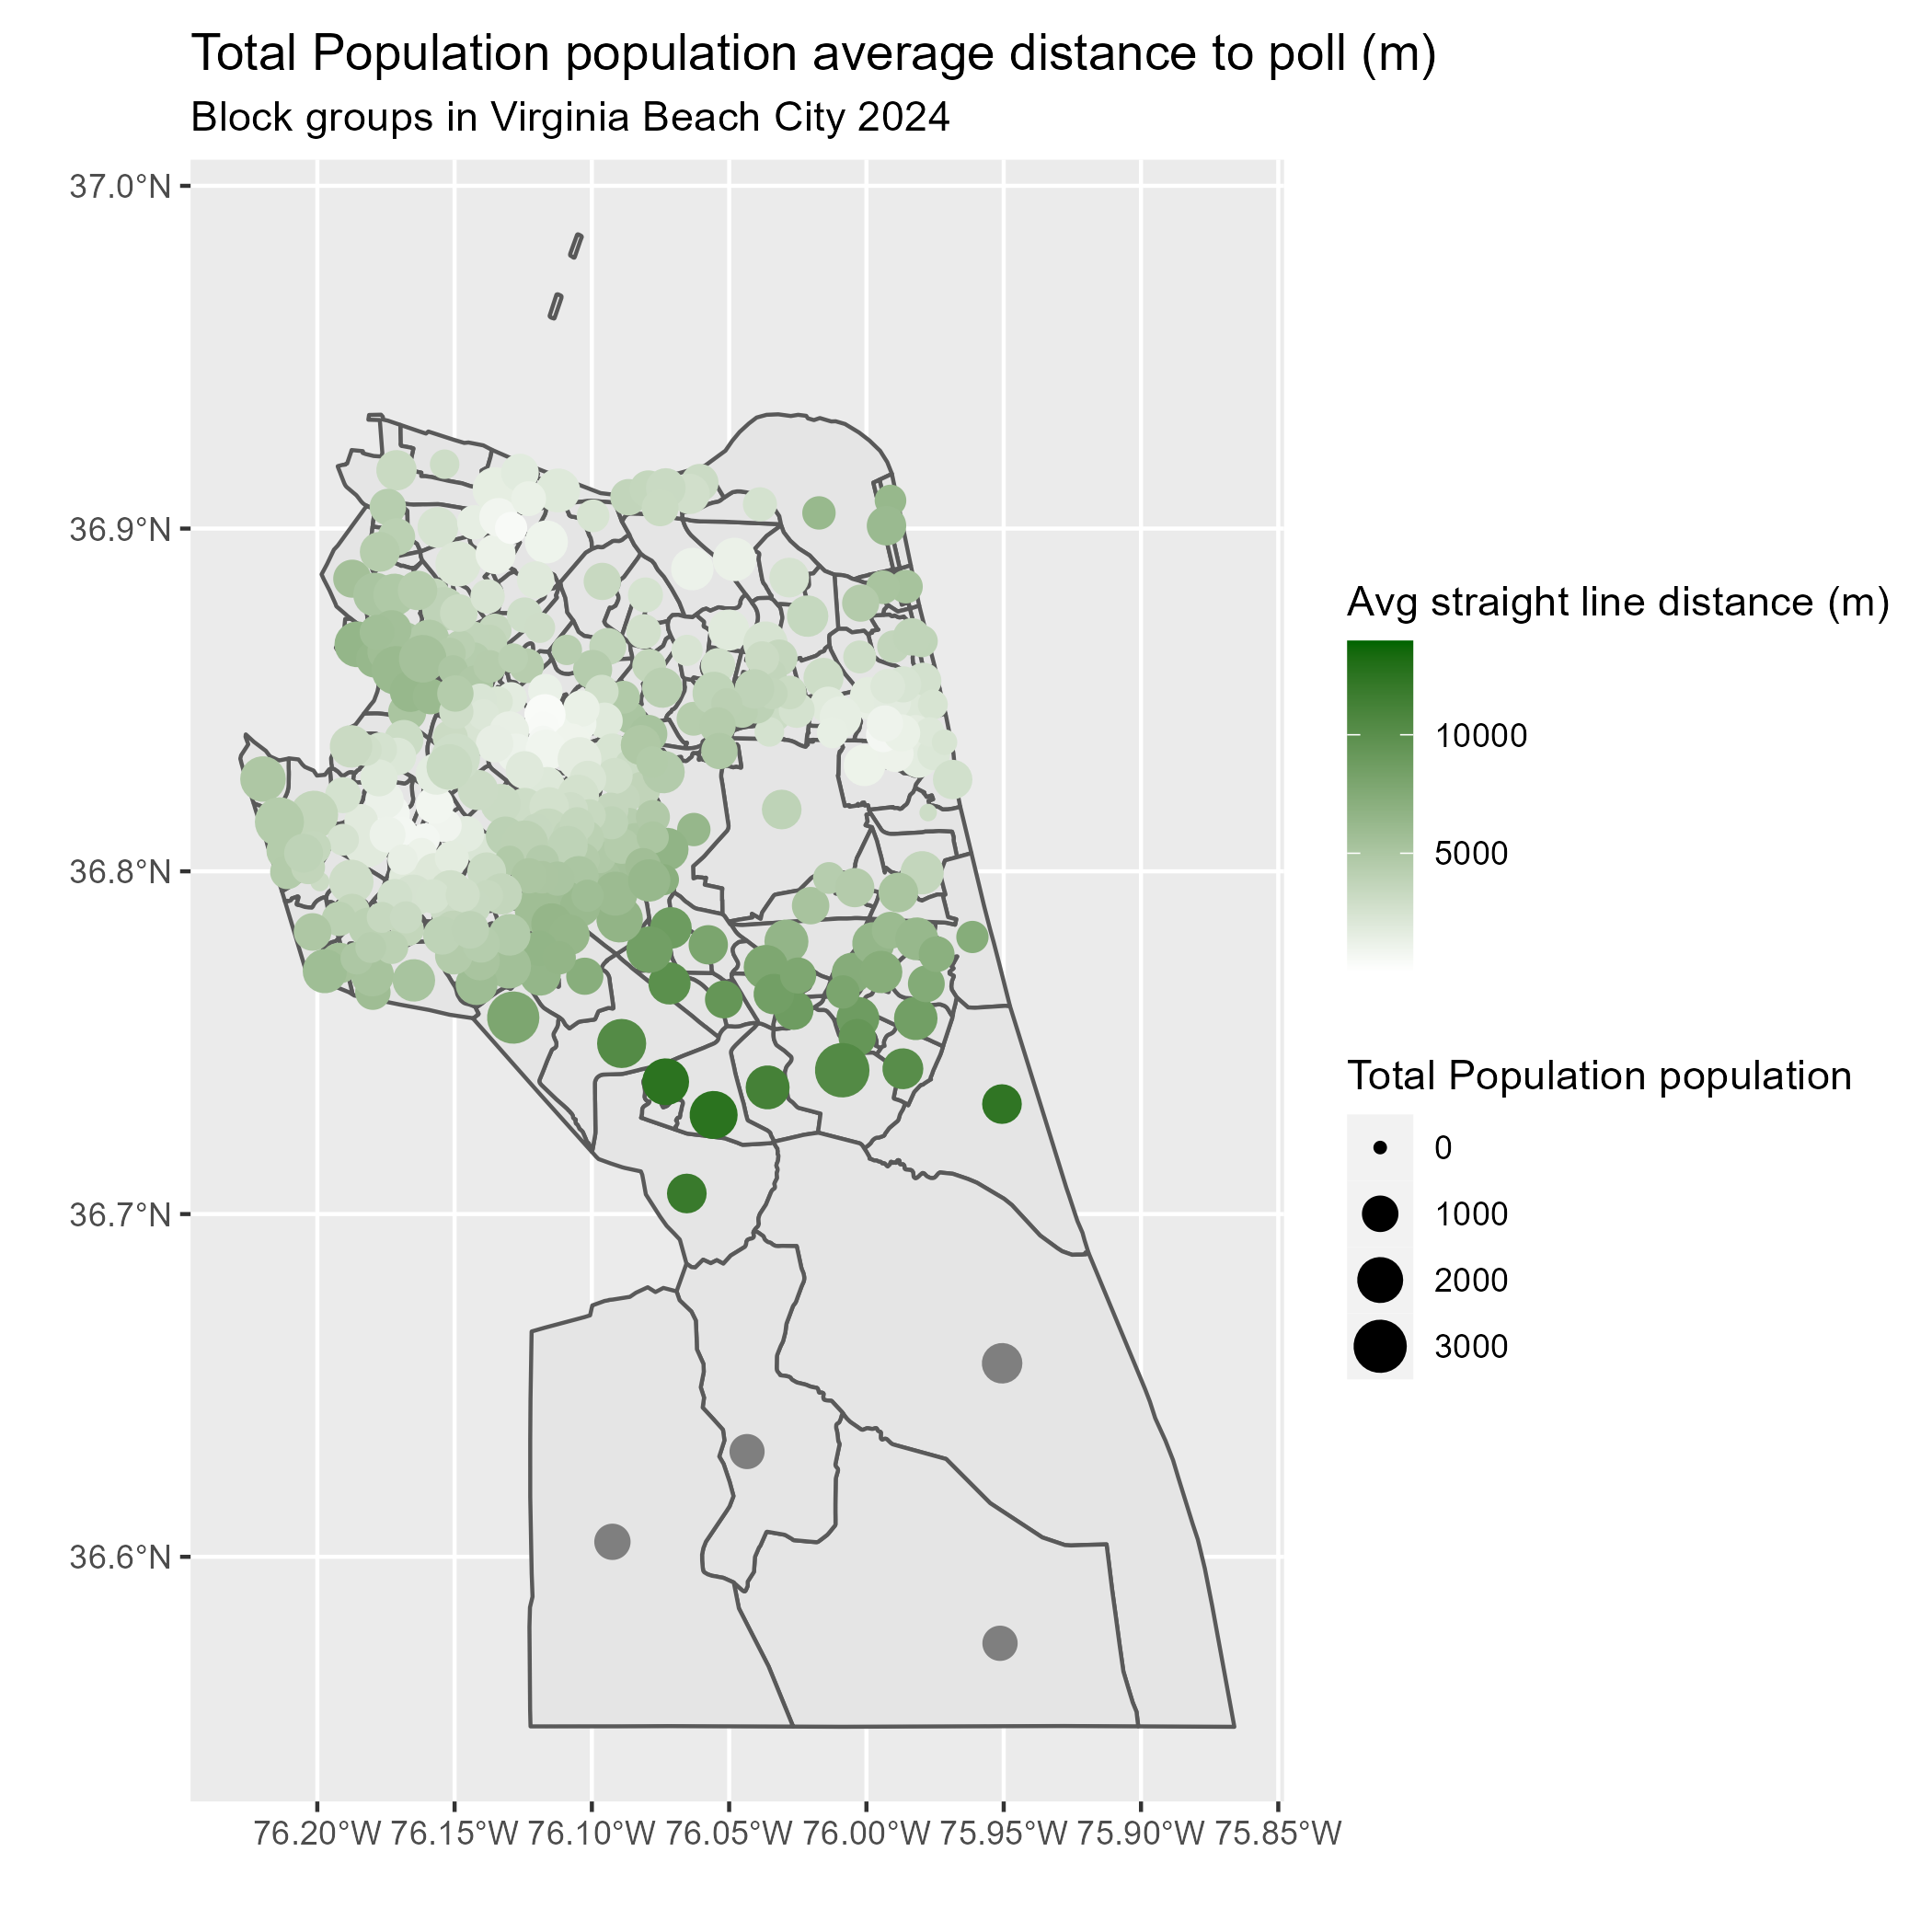 Total Population population average distance to poll (m)
Block groups in Virginia Beach City 2024
37.0°N
36.9°N
36.8°N
36.7°N
36.6°N
76.20°W 76.15°W 76.10°W 76.05°W 76.00°W 75.95°W 75.90°W 75.85°W
Avg straight line distance (m)
10000
5000
Total Population population
0
1000
2000
3000